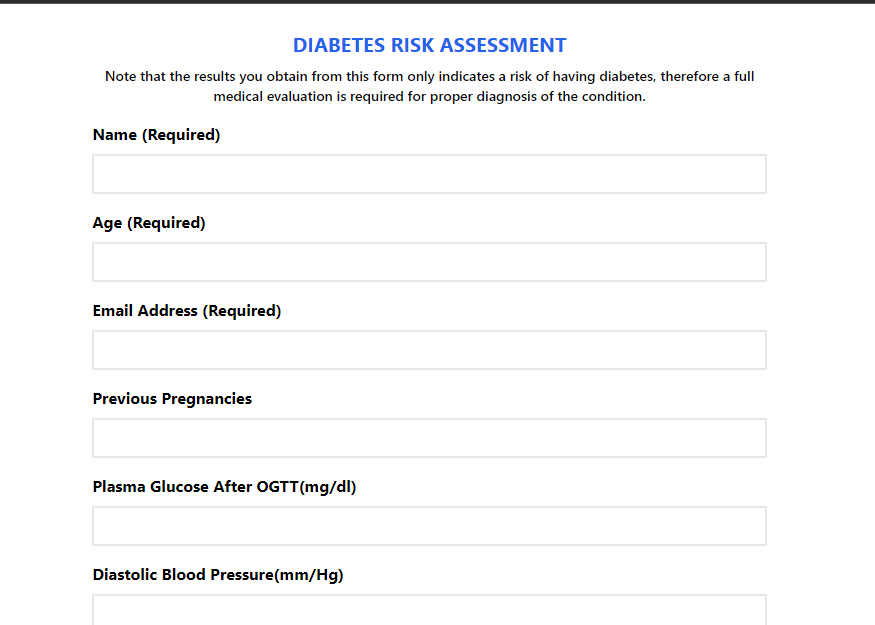 DIABETES RISK ASSESSMENT
Note that the results you obtain from this form only indicates a risk of having diabetes, therefore a full
medical evaluation is required for proper diagnosis of the condition.
Name (Required)
Age (Required)
Email Address (Required)
Previous Pregnancies
Plasma Glucose After OGTT(mg/dl)
Diastolic Blood Pressure(mm/Hg)